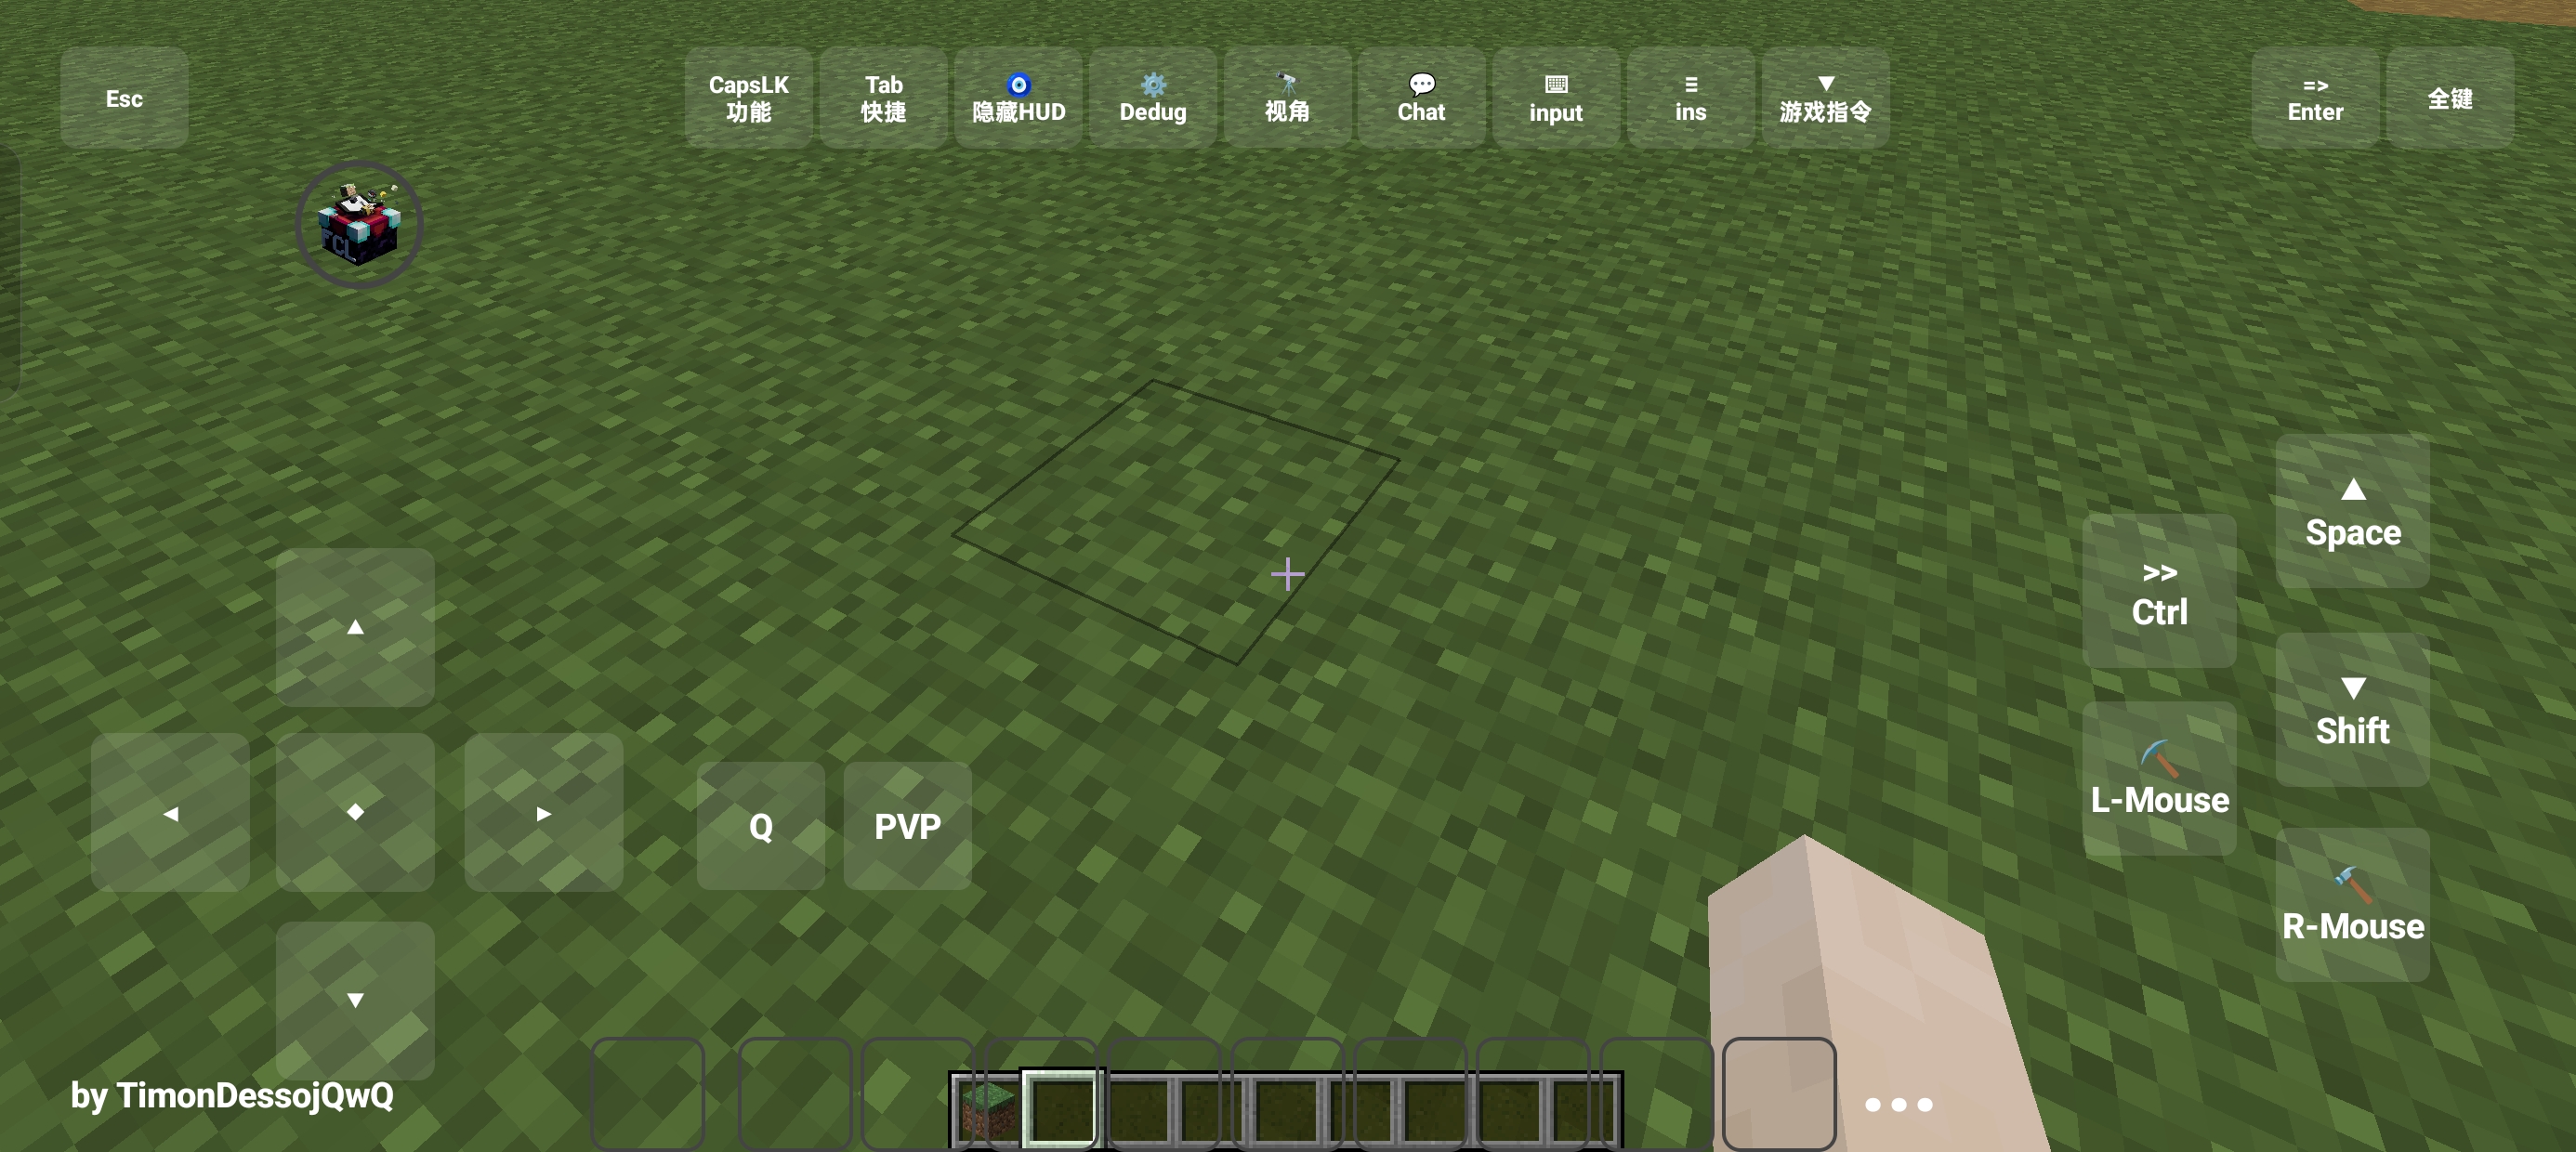 Esc
CapsLK
功能
Tab
快捷
隐藏HUD
Dedug
视角
Chat
input
ins
▼
游戏指令
=>
Enter
全键
FCL
▲
Space
>>
Ctrl
▼
Shift
L-Mouse
R-Mouse
▲
◀
◆
▶
▼
Q
PVP
by TimonDessojQwQ